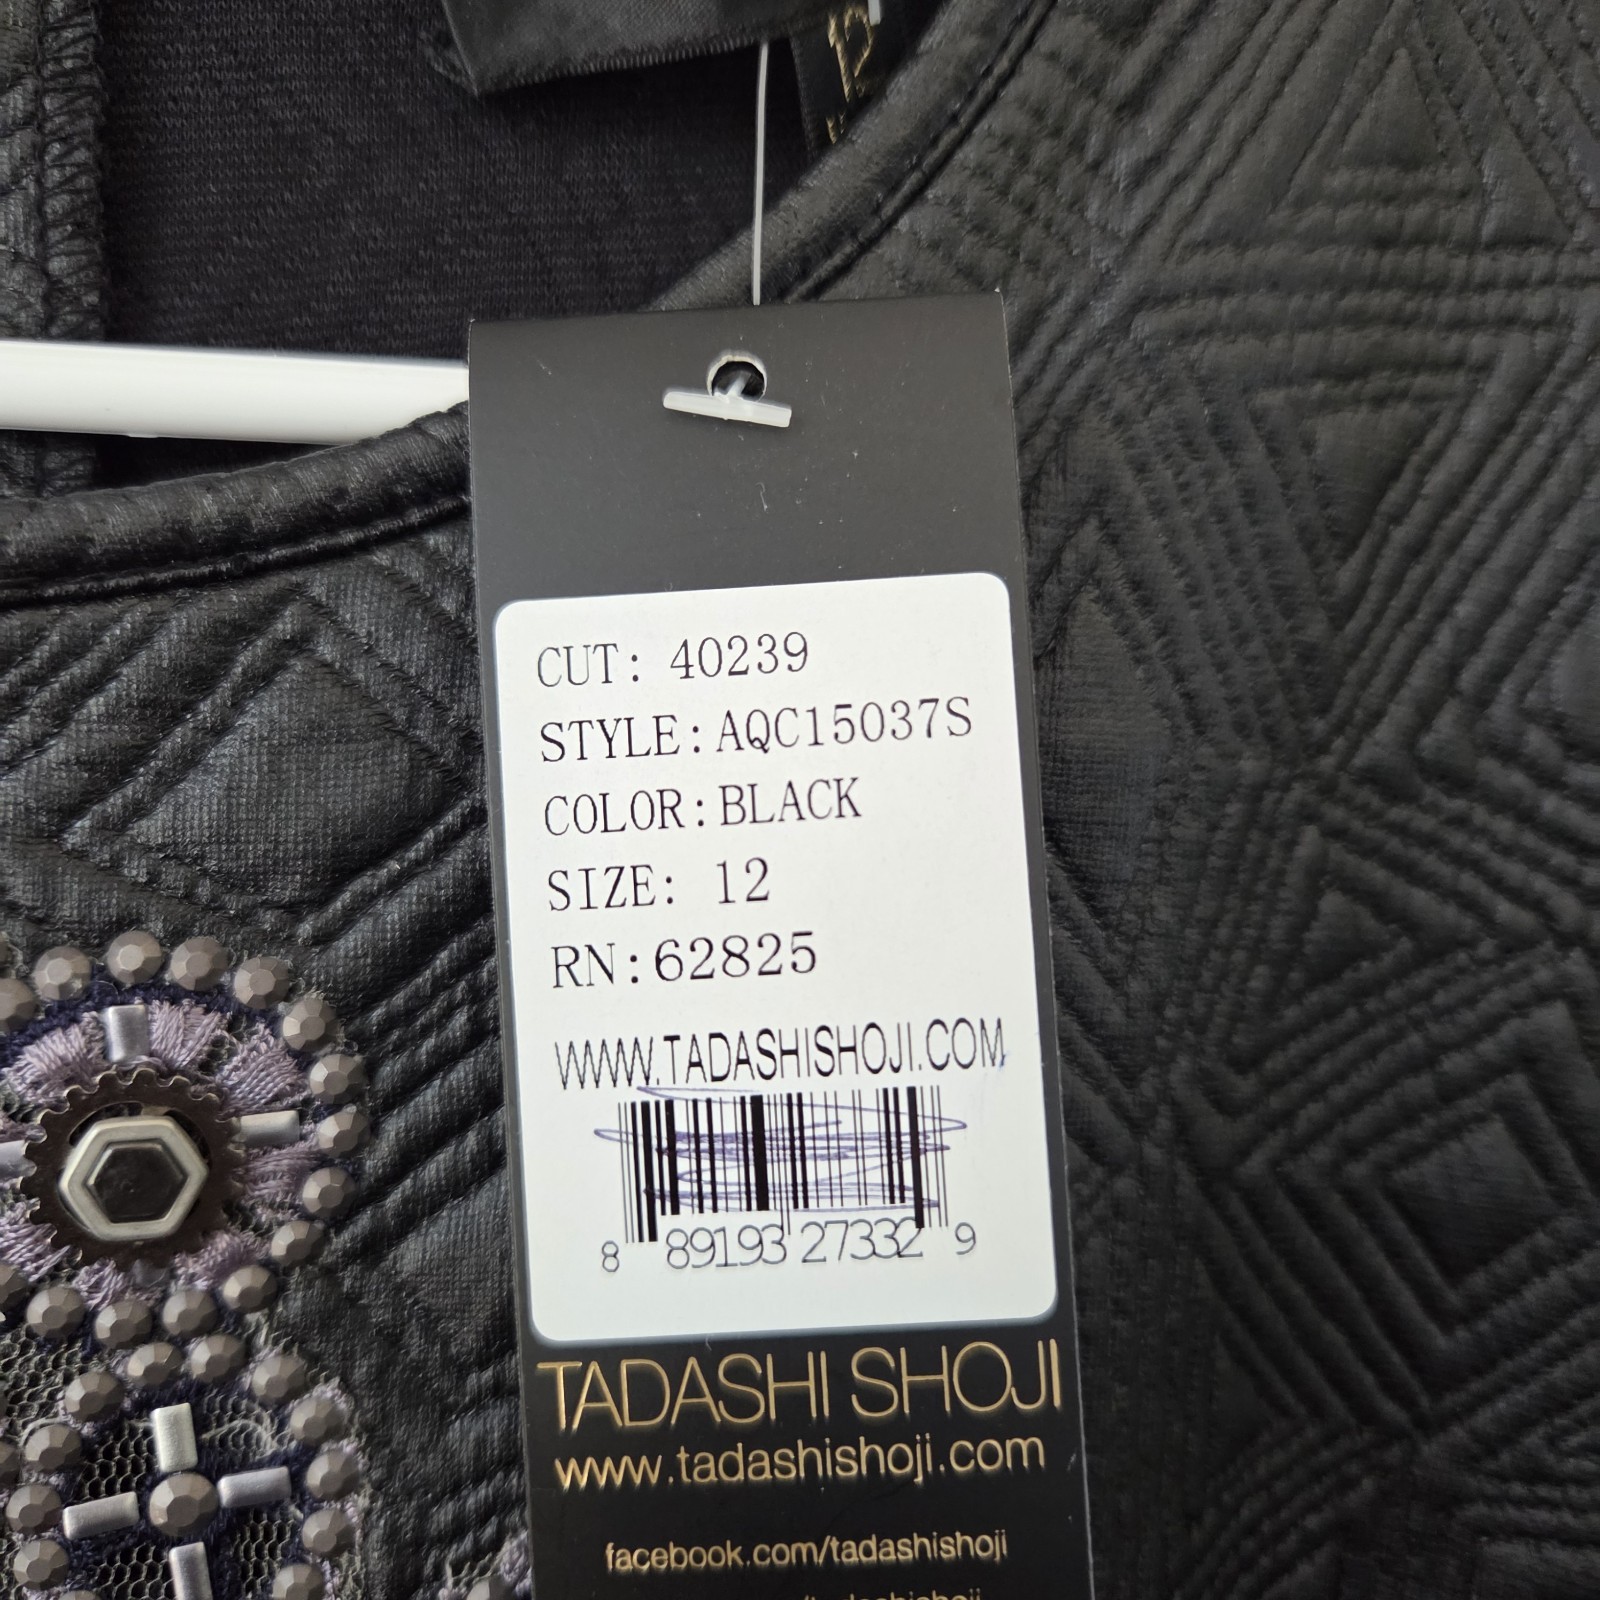 12
CUT: 40239
STYLE: AQC15037S
COLOR: BLACK
SIZE: 12
RN: 62825
WWW.TADASHISHOJI.COM
8 89193 27332 9
TADASHI SHOJI
www.tadashishoji.com
facebook.com/tadashishoji